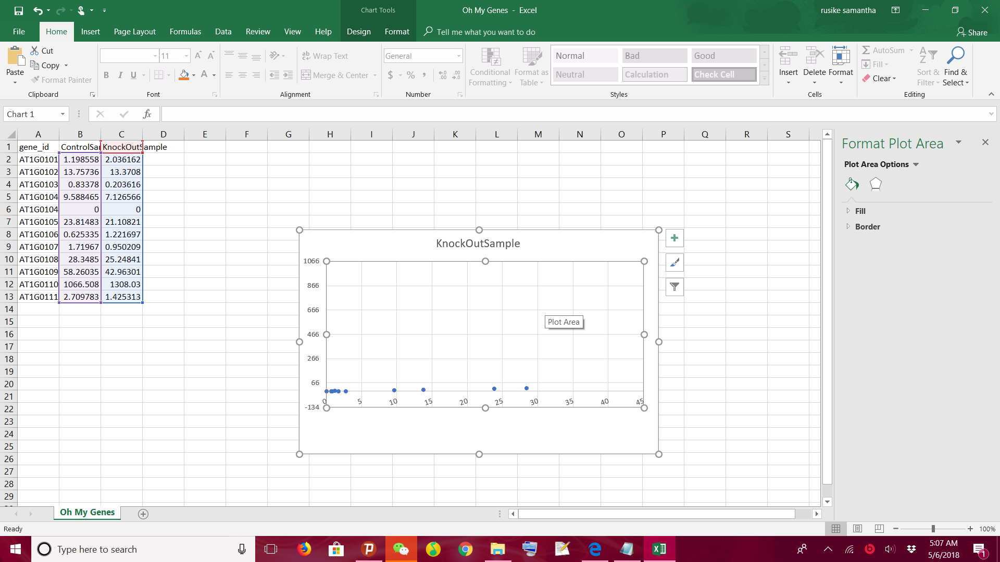 Chart Tools
Oh My Genes - Excel
rusike samantha
File Home Insert Page Layout Formulas Data Review View Help Design Format Tell me what you want to do Share
Paste
Cut
Copy
Format Painter
Clipboard
11
B I U
A A A
Font
Wrap Text
Merge & Center
Alignment
General
$ % ,
Number
Conditional Formatting
Format as Table
Normal Bad Good
Neutral Calculation Check Cell
Styles
Insert Delete Format
Cells
AutoSum
Fill
Clear
Sort & Filter
Find & Select
Editing
Chart 1
fx
A B C D E F G H I J K L M N O P Q R S
1 gene_id ControlSa KnockOutSample
2 AT1G0101 1.198558 2.036162
3 AT1G0102 13.75736 13.3708
4 AT1G0103 0.83378 0.203616
5 AT1G0104 9.588465 7.126566
6 AT1G0104 0 0
7 AT1G0105 23.81483 21.10821
8 AT1G0106 0.625335 1.221697
9 AT1G0107 1.71967 0.950209
10 AT1G0108 28.3485 25.24841
11 AT1G0109 58.26035 42.96301
12 AT1G0110 1066.508 1308.03
13 AT1G0111 2.709783 1.425313
14
15
16
17
18
19
20
21
22
23
24
25
26
27
28
29
KnockOutSample
1066
866
666
466
266
66
-134
0 5 10 15 20 25 30 35 40 45
Plot Area
Format Plot Area
Plot Area Options
Fill
Border
Oh My Genes
Ready
100%
Type here to search
5:07 AM
5/6/2018
1